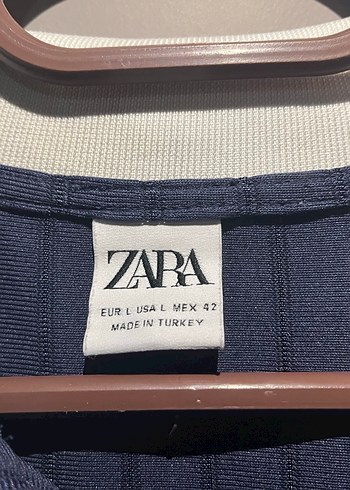 ZARA
EUR L USA L MEX 42
MADE IN TURKEY